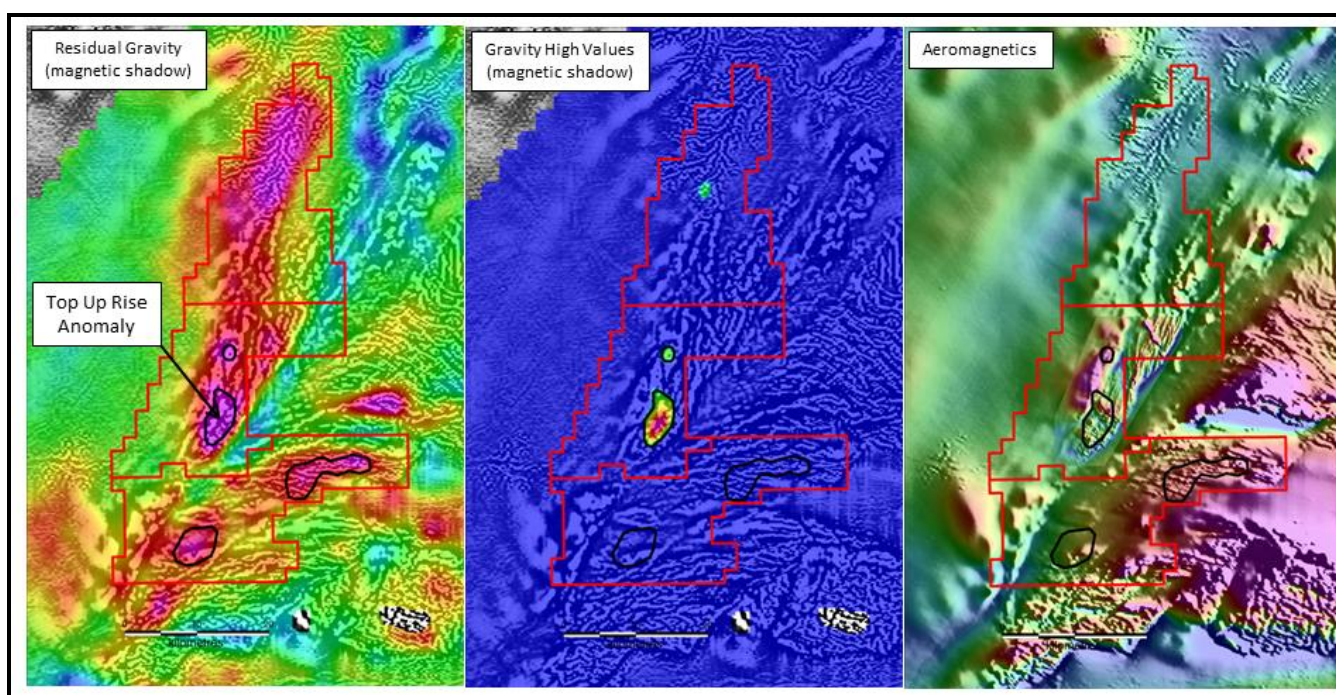 Residual Gravity
(magnetic shadow)
Gravity High Values
(magnetic shadow)
Aeromagnetics
Top Up Rise
Anomaly